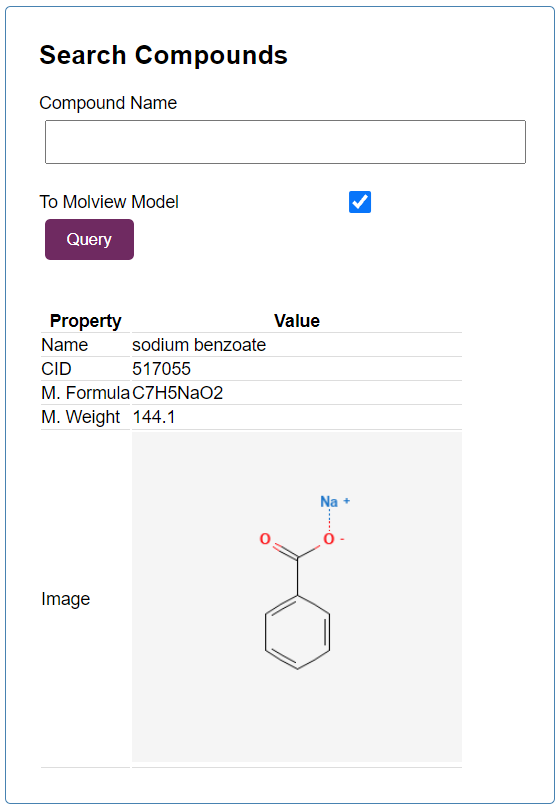 Search Compounds
Compound Name
To Molview Model
Query
Property Value
Name sodium benzoate
CID 517055
M. Formula C7H5NaO2
M. Weight 144.1
Na +
O O -
Image